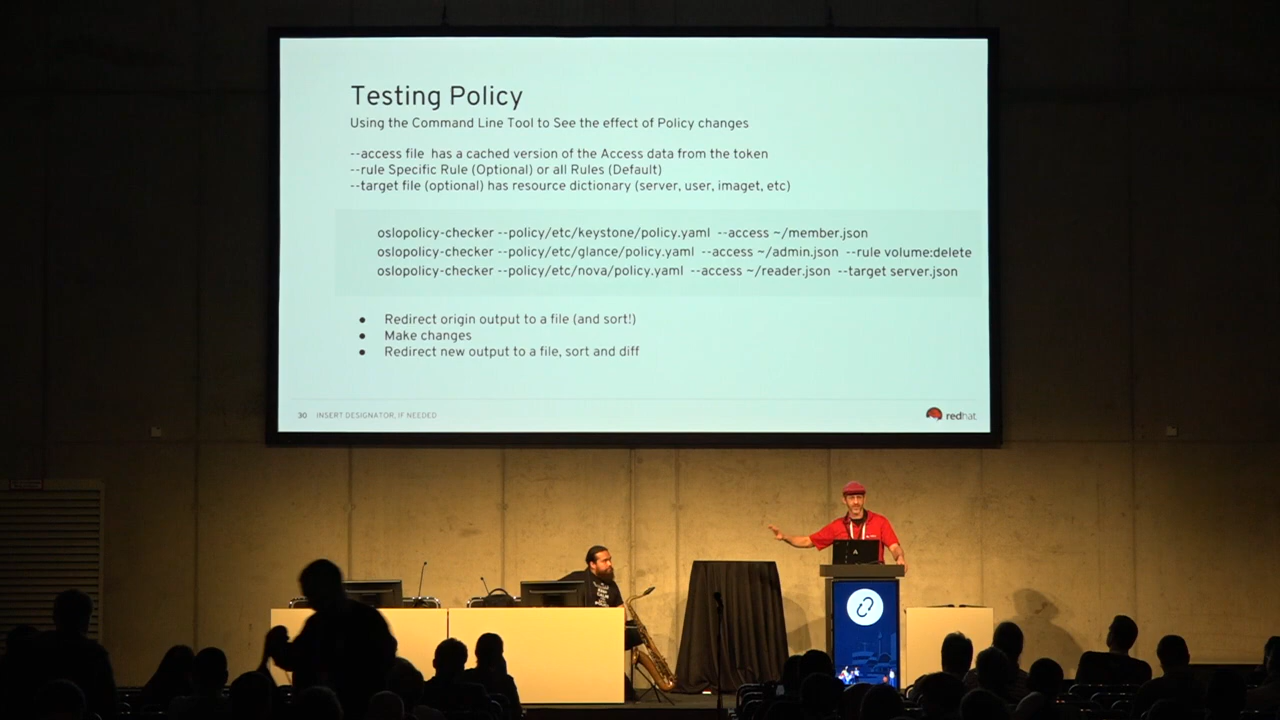 Testing Policy
Using the Command Line Tool to See the effect of Policy changes
--access file has a cached version of the Access data from the token
--rule Specific Rule (Optional) or all Rules (Default)
--target file (optional) has resource dictionary (server, user, imaget, etc)
oslopolicy-checker --policy/etc/keystone/policy.yaml --access ~/member.json
oslopolicy-checker --policy/etc/glance/policy.yaml --access ~/admin.json --rule volume:delete
oslopolicy-checker --policy/etc/nova/policy.yaml --access ~/reader.json --target server.json
● Redirect origin output to a file (and sort!)
● Make changes
● Redirect new output to a file, sort and diff
30 INSERT DESIGNATOR, IF NEEDED
redhat